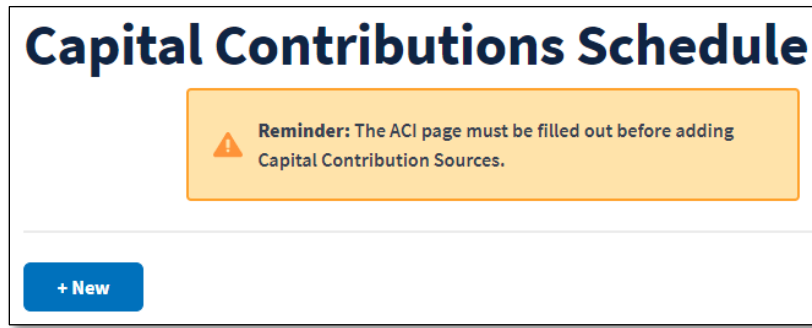 Capital Contributions Schedule
Reminder: The ACI page must be filled out before adding
Capital Contribution Sources.
+ New